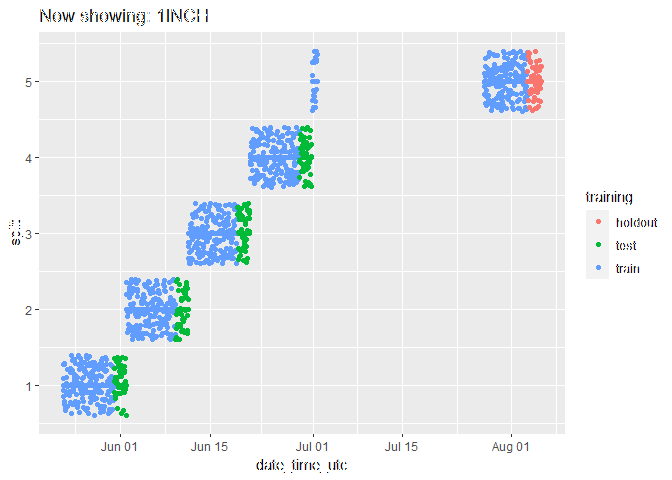 Now showing: 1INCH
5
4
3
2
1
split
Jun 01
Jun 15
Jul 01
Jul 15
Aug 01
date_time_utc
training
holdout
test
train